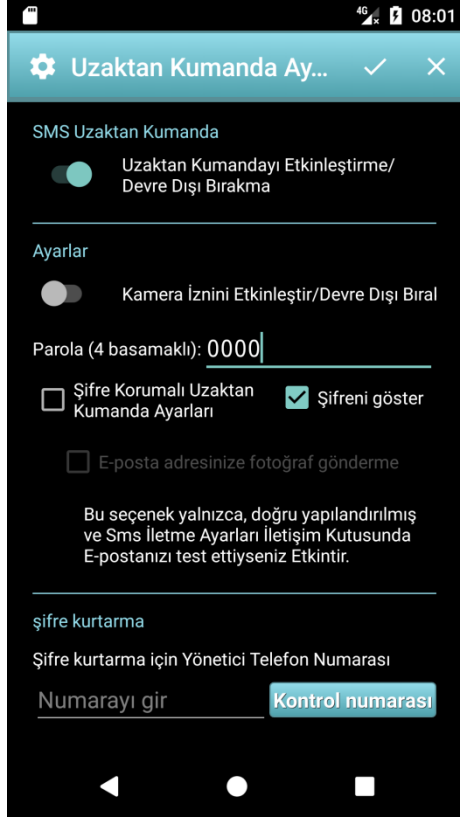 4G 08:01
Uzaktan Kumanda Ay...
SMS Uzaktan Kumanda
Uzaktan Kumandayı Etkinleştirme/
Devre Dışı Bırakma
Ayarlar
Kamera İznini Etkinleştir/Devre Dışı Bıral
Parola (4 basamaklı): 0000
Şifre Korumalı Uzaktan
Kumanda Ayarları
Şifreni göster
E-posta adresinize fotoğraf gönderme
Bu seçenek yalnızca, doğru yapılandırılmış
ve Sms İletme Ayarları İletişim Kutusunda
E-postanızı test ettiyseniz Etkintir.
şifre kurtarma
Şifre kurtarma için Yönetici Telefon Numarası
Numarayı gir
Kontrol numarası